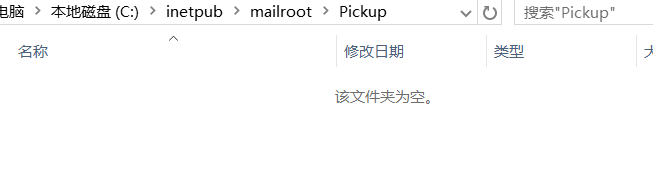 电脑 > 本地磁盘 (C:) > inetpub > mailroot > Pickup 搜索"Pickup"
名称 修改日期 类型 大
该文件夹为空。